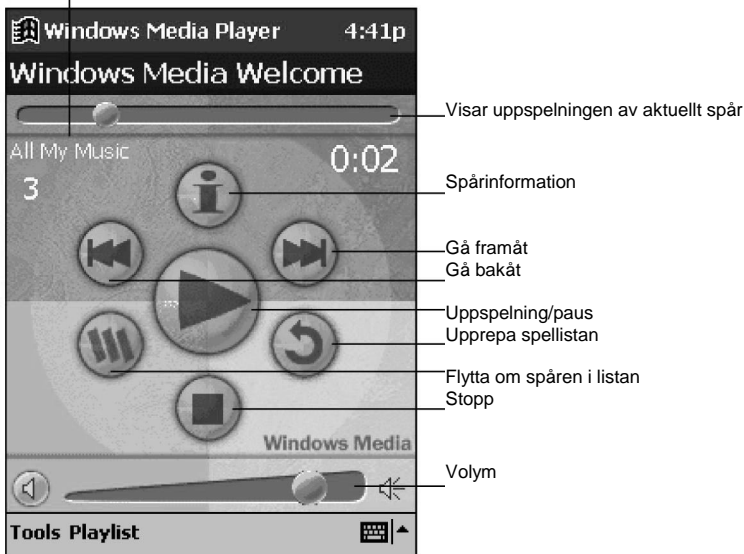 Windows Media Player 4:41p
Windows Media Welcome
Visar uppspelningen av aktuellt spår
All My Music 0:02
3
Spårinformation
Gå framåt
Gå bakåt
Uppspelning/paus
Upprepa spellistan
Flytta om spåren i listan
Stopp
Windows Media
Volym
Tools Playlist